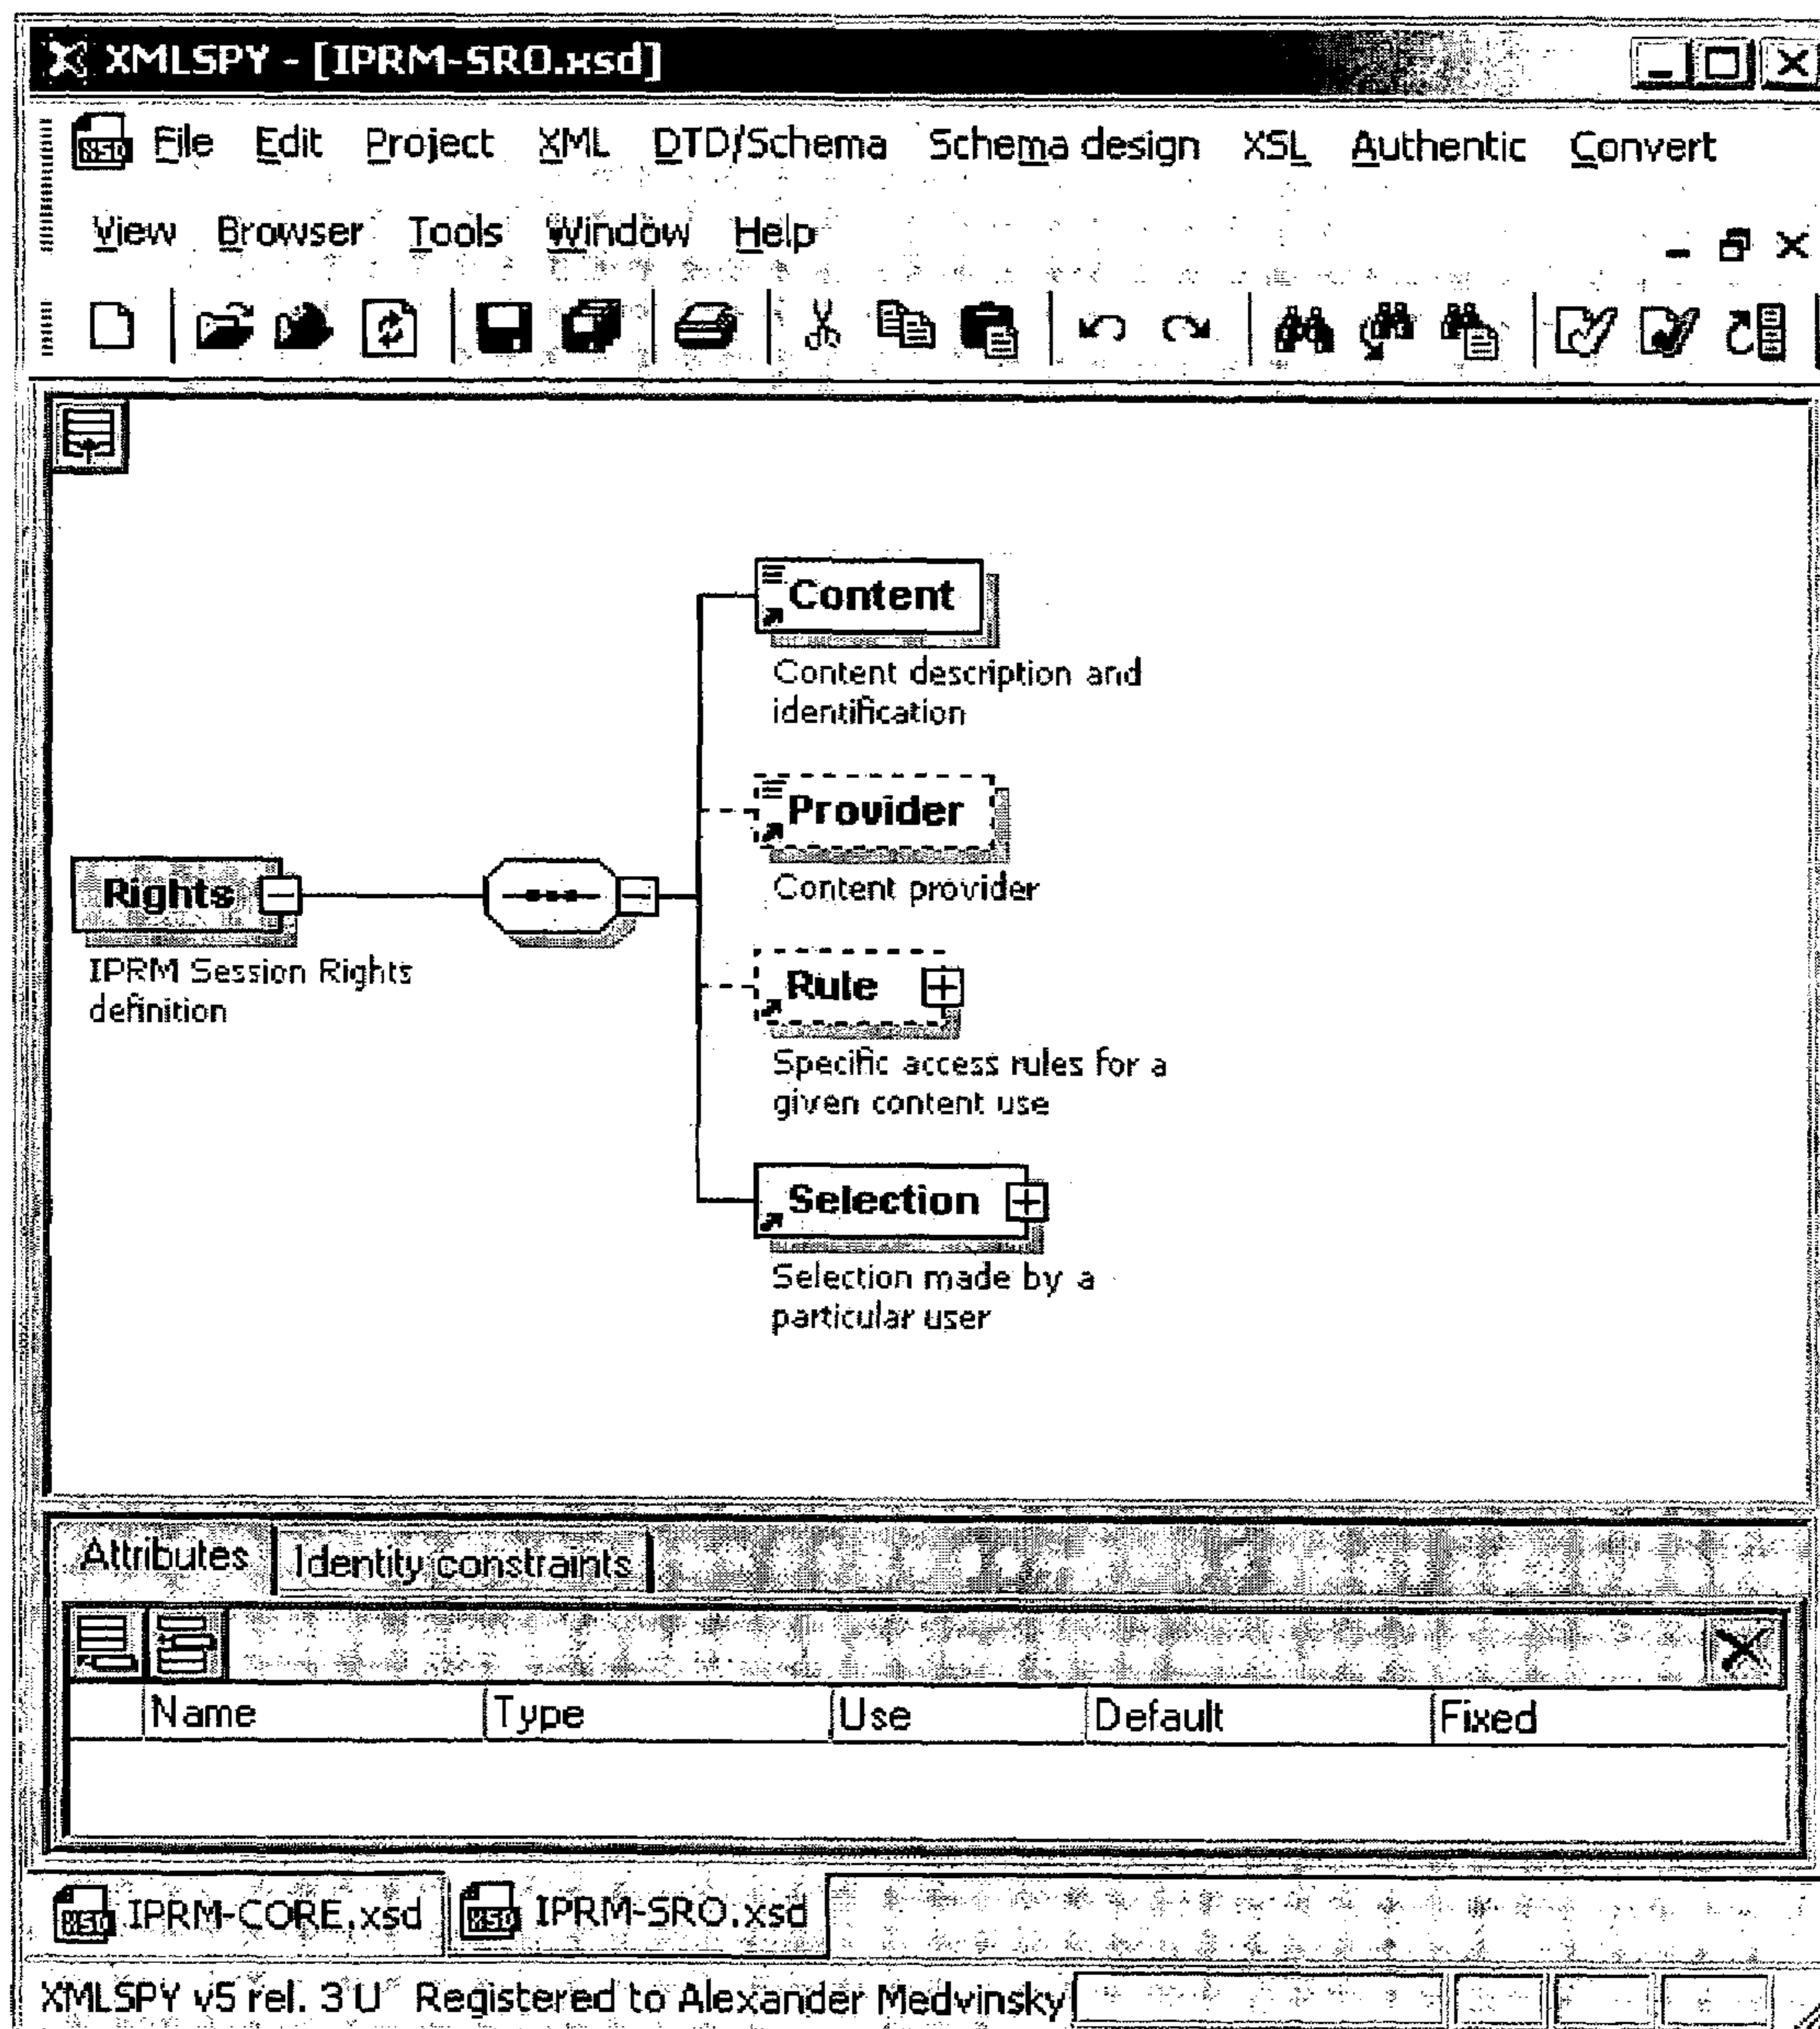 XMLSPY - [IPRM-SRO.xsd]
File Edit Project XML DTD/Schema Schema design XSL Authentic Convert
View Browser Tools Window Help
Content
Content description and
identification
Provider
Content provider
Rights
IPRM Session Rights
definition
Rule
Specific access rules for a
given content use
Selection
Selection made by a
particular user
Attributes Identity constraints
Name Type Use Default Fixed
IPRM-CORE.xsd IPRM-SRO.xsd
XMLSPY v5 rel. 3 U Registered to Alexander Medvinsky